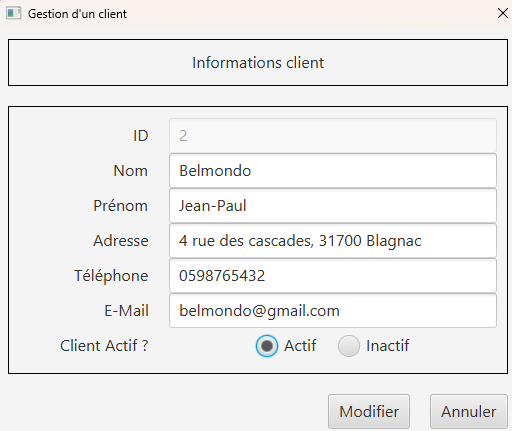 Gestion d'un client
Informations client
ID 2
Nom Belmondo
Prénom Jean-Paul
Adresse 4 rue des cascades, 31700 Blagnac
Téléphone 0598765432
E-Mail belmondo@gmail.com
Client Actif ? Actif Inactif
Modifier Annuler